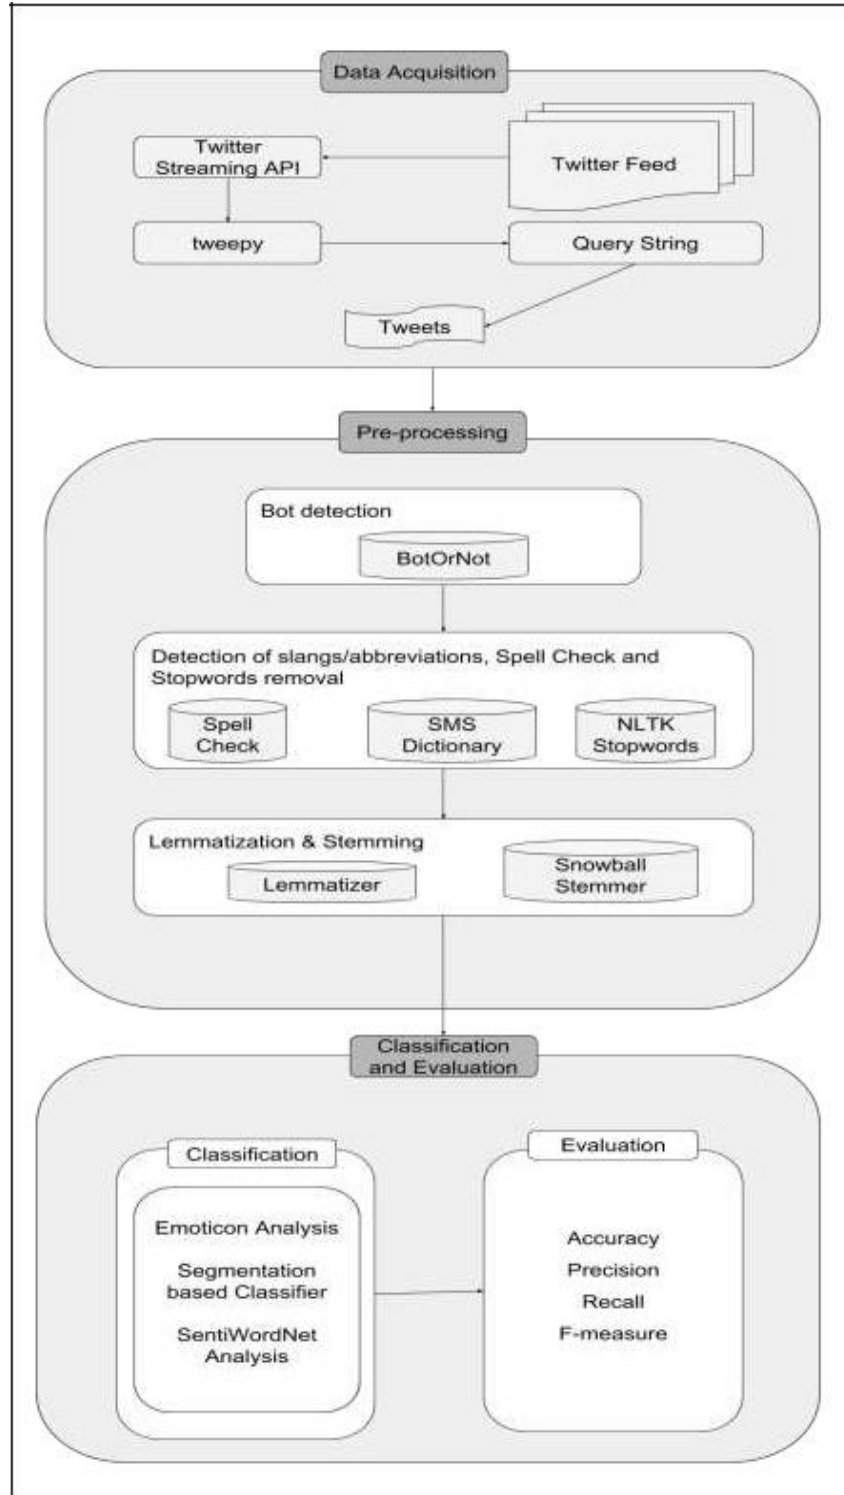 Data Acquisition
Twitter
Streaming API
Twitter Feed
tweepy
Query String
Tweets
Pre-processing
Bot detection
BotOrNot
Detection of slangs/abbreviations, Spell Check and
Stopwords removal
Spell
Check
SMS
Dictionary
NLTK
Stopwords
Lemmatization & Stemming
Lemmatizer
Snowball
Stemmer
Classification
and Evaluation
Classification
Emoticon Analysis
Segmentation
based Classifier
SentiWordNet
Analysis
Evaluation
Accuracy
Precision
Recall
F-measure